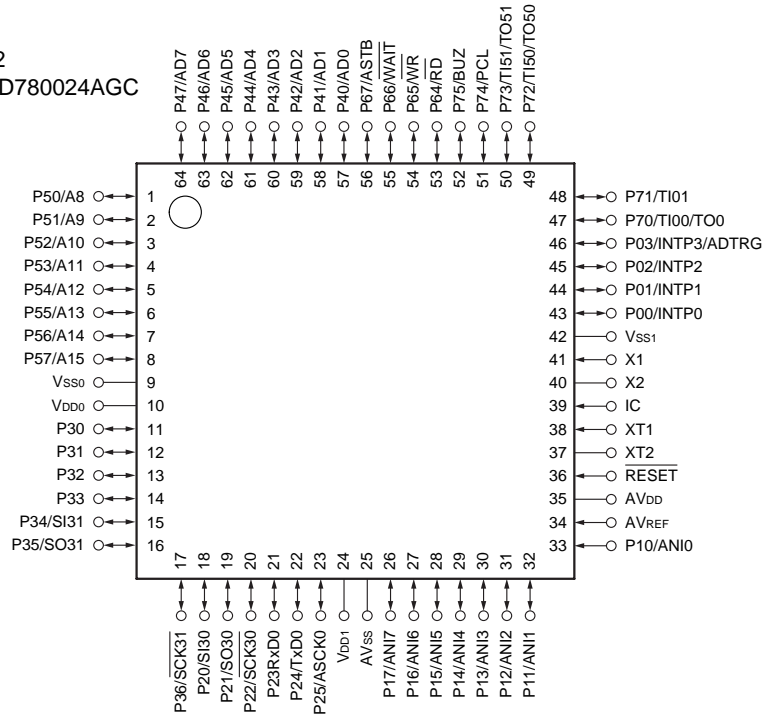 2
D780024AGC
P47/AD7
P46/AD6
P45/AD5
P44/AD4
P43/AD3
P42/AD2
P41/AD1
P40/AD0
P67/ASTB
P66/WAIT
P65/WR
P64/RD
P75/BUZ
P74/PCL
P73/TI51/TO51
P72/TI50/TO50
64 63 62 61 60 59 58 57 56 55 54 53 52 51 50 49
P50/A8 1
P51/A9 2
P52/A10 3
P53/A11 4
P54/A12 5
P55/A13 6
P56/A14 7
P57/A15 8
VSS0 9
VDD0 10
P30 11
P31 12
P32 13
P33 14
P34/SI31 15
P35/SO31 16
48 P71/TI01
47 P70/TI00/TO0
46 P03/INTP3/ADTRG
45 P02/INTP2
44 P01/INTP1
43 P00/INTP0
42 VSS1
41 X1
40 X2
39 IC
38 XT1
37 XT2
36 RESET
35 AVDD
34 AVREF
33 P10/ANI0
17 18 19 20 21 22 23 24 25 26 27 28 29 30 31 32
P36/SCK31
P20/SI30
P21/SO30
P22/SCK30
P23RxD0
P24/TxD0
P25/ASCK0
VDD1
AVSS
P17/ANI7
P16/ANI6
P15/ANI5
P14/ANI4
P13/ANI3
P12/ANI2
P11/ANI1